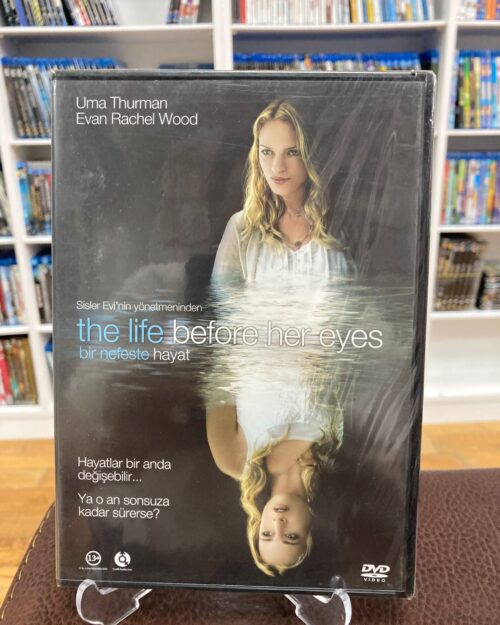 Uma Thurman
Evan Rachel Wood
Sisler Evi'nin yönetmeninden
the life before her eyes
bir nefeste hayat
Hayatlar bir anda
değişebilir...
Ya o an sonsuza
kadar sürerse?
13+
DVD
VIDEO